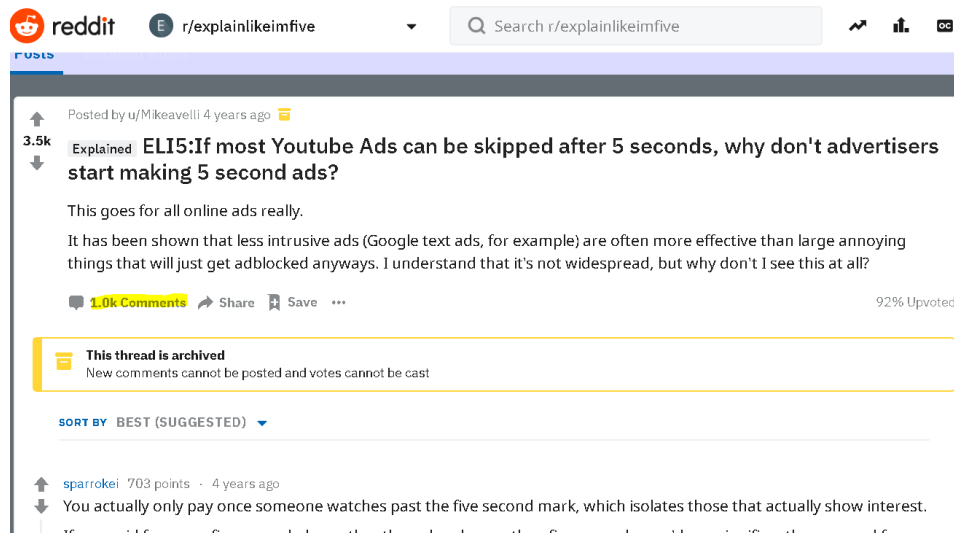 reddit
E r/explainlikeimfive
Search r/explainlikeimfive
OC
Posts
Posted by u/Mikeavelli 4 years ago
3.5k
Explained ELI5:If most Youtube Ads can be skipped after 5 seconds, why don't advertisers
start making 5 second ads?
This goes for all online ads really.
It has been shown that less intrusive ads (Google text ads, for example) are often more effective than large annoying
things that will just get adblocked anyways. I understand that it's not widespread, but why don't I see this at all?
1.0k Comments Share Save ...
92% Upvoted
This thread is archived
New comments cannot be posted and votes cannot be cast
SORT BY BEST (SUGGESTED)
sparrokei 703 points · 4 years ago
You actually only pay once someone watches past the five second mark, which isolates those that actually show interest.